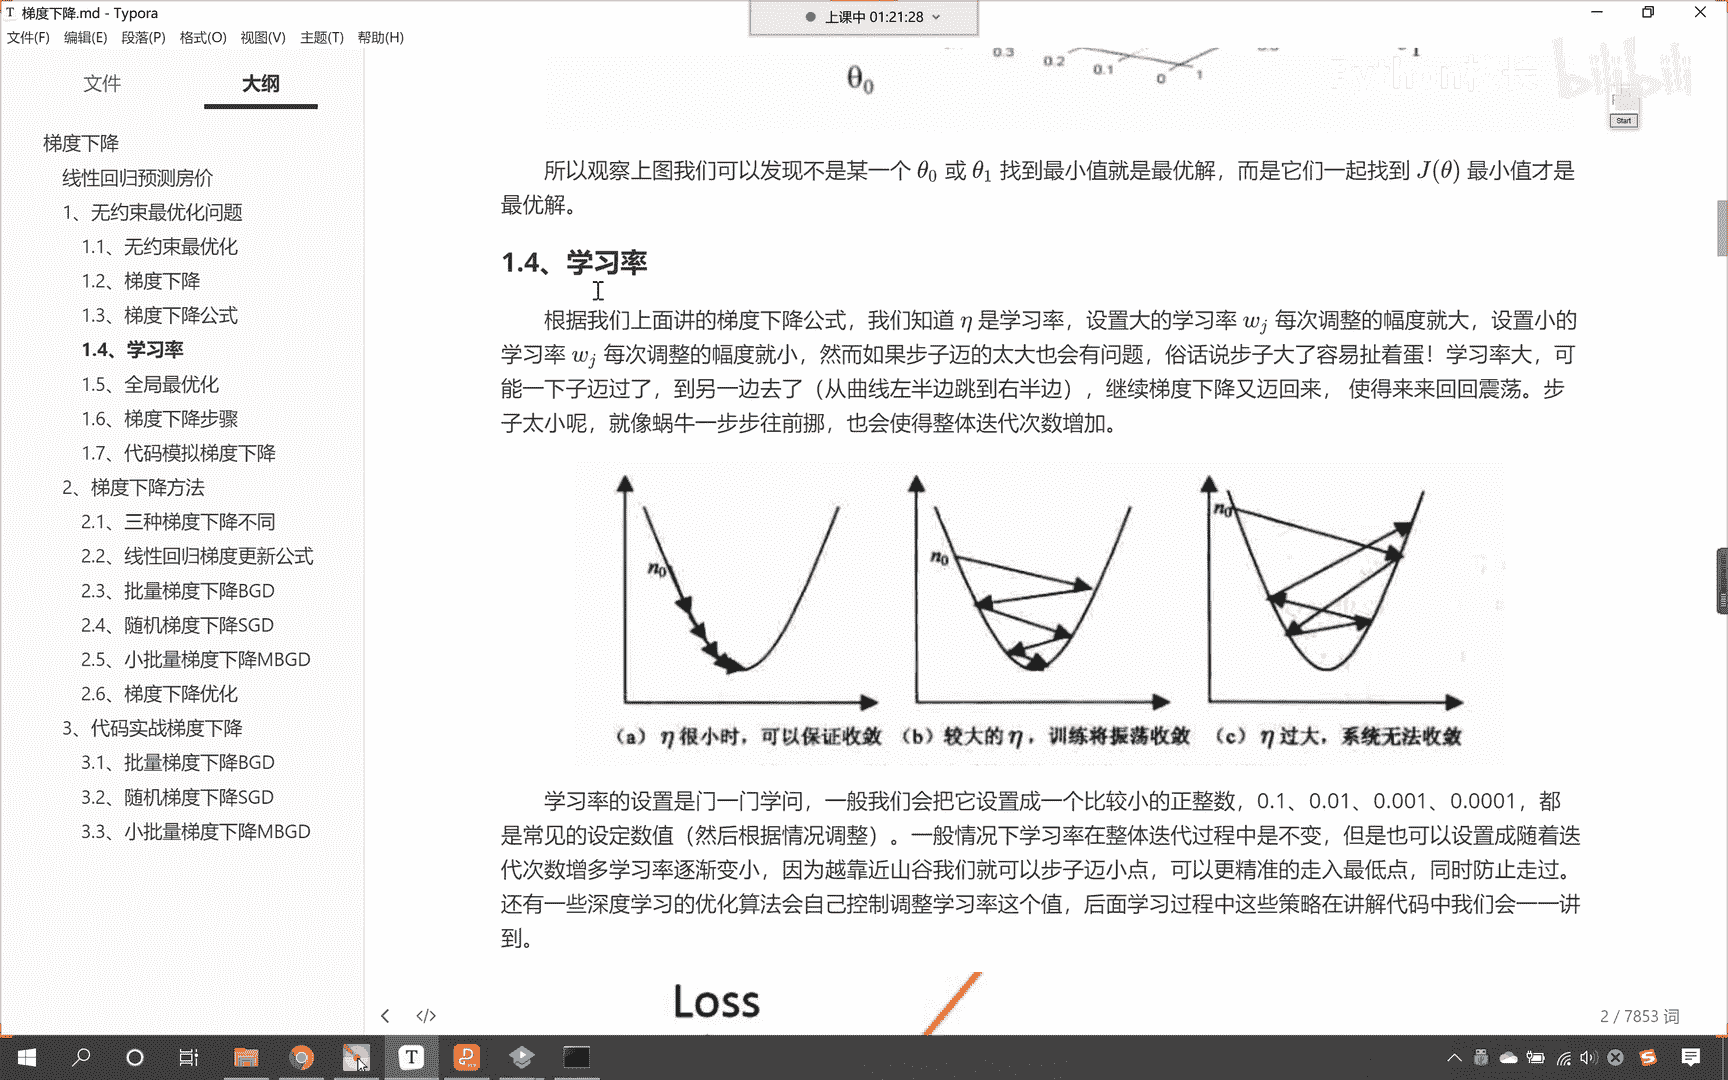 梯度下降.md - Typora
上课中 01:21:28
文件(F) 编辑(E) 段落(P) 格式(O) 视图(V) 主题(T) 帮助(H)
文件 大纲
梯度下降
线性回归预测房价
1、无约束最优化问题
1.1、无约束最优化
1.2、梯度下降
1.3、梯度下降公式
1.4、学习率
1.5、全局最优化
1.6、梯度下降步骤
1.7、代码模拟梯度下降
2、梯度下降方法
2.1、三种梯度下降不同
2.2、线性回归梯度更新公式
2.3、批量梯度下降BGD
2.4、随机梯度下降SGD
2.5、小批量梯度下降MBGD
2.6、梯度下降优化
3、代码实战梯度下降
3.1、批量梯度下降BGD
3.2、随机梯度下降SGD
3.3、小批量梯度下降MBGD
0.3 0.2 0.1 0 1
θ0
bilibili
Start
所以观察上图我们可以发现不是某一个 θ0 或 θ1 找到最小值就是最优解，而是它们一起找到 J(θ) 最小值才是
最优解。
1.4、学习率
根据我们上面讲的梯度下降公式，我们知道 η 是学习率，设置大的学习率 wj 每次调整的幅度就大，设置小的
学习率 wj 每次调整的幅度就小，然而如果步子迈的太大也会有问题，俗话说步子大了容易扯着蛋！学习率大，可
能一下子迈过了，到另一边去了（从曲线左半边跳到右半边），继续梯度下降又迈回来， 使得来来回回震荡。步
子太小呢，就像蜗牛一步步往前挪，也会使得整体迭代次数增加。
n0 n0 n0
（a）η很小时，可以保证收敛 （b）较大的η，训练将振荡收敛 （c）η过大，系统无法收敛
学习率的设置是门一门学问，一般我们会把它设置成一个比较小的正整数，0.1、0.01、0.001、0.0001，都
是常见的设定数值（然后根据情况调整）。一般情况下学习率在整体迭代过程中是不变，但是也可以设置成随着迭
代次数增多学习率逐渐变小，因为越靠近山谷我们就可以步子迈小点，可以更精准的走入最低点，同时防止走过。
还有一些深度学习的优化算法会自己控制调整学习率这个值，后面学习过程中这些策略在讲解代码中我们会一一讲
到。
Loss
2 / 7853 词